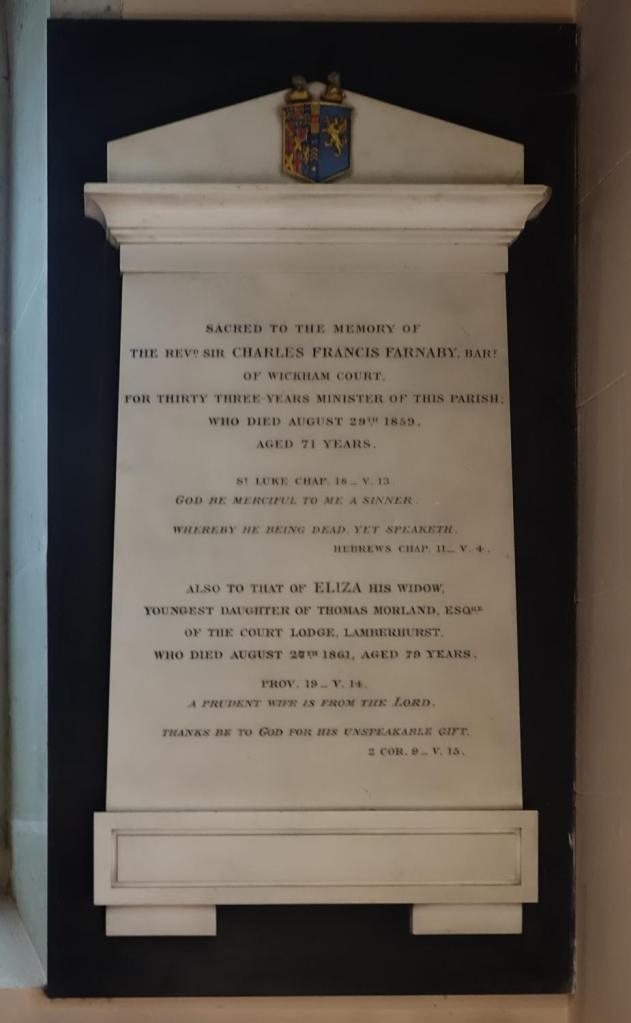 SACRED TO THE MEMORY OF
THE REVD. SIR CHARLES FRANCIS FARNABY, BART
OF WICKHAM COURT,
FOR THIRTY THREE YEARS MINISTER OF THIS PARISH;
WHO DIED AUGUST 29TH 1859,
AGED 71 YEARS.
ST LUKE CHAP. 18 – V. 13.
GOD BE MERCIFUL TO ME A SINNER.
WHEREBY HE BEING DEAD, YET SPEAKETH.
HEBREWS CHAP. 11 – V. 4.
ALSO TO THAT OF ELIZA HIS WIDOW,
YOUNGEST DAUGHTER OF THOMAS MORLAND, ESQRE
OF THE COURT LODGE, LAMBERHURST,
WHO DIED AUGUST 1861, AGED 79 YEARS.
PROV. 19 – V. 14.
A PRUDENT WIFE IS FROM THE LORD.
THANKS BE TO GOD FOR HIS UNSPEAKABLE GIFT.
2 COR. 9 – V. 15.